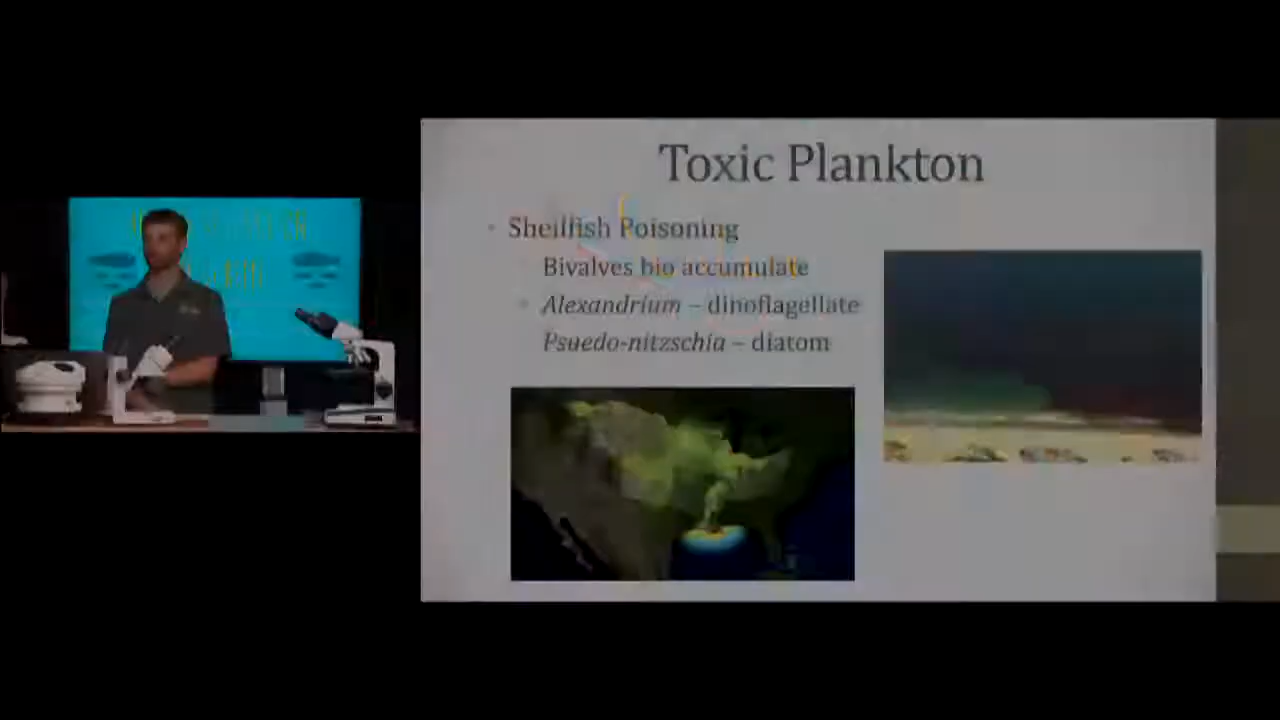 Toxic Plankton
Shellfish Poisoning
Bivalves bio accumulate
Alexandrium – dinoflagellate
Psuedo-nitzschia – diatom